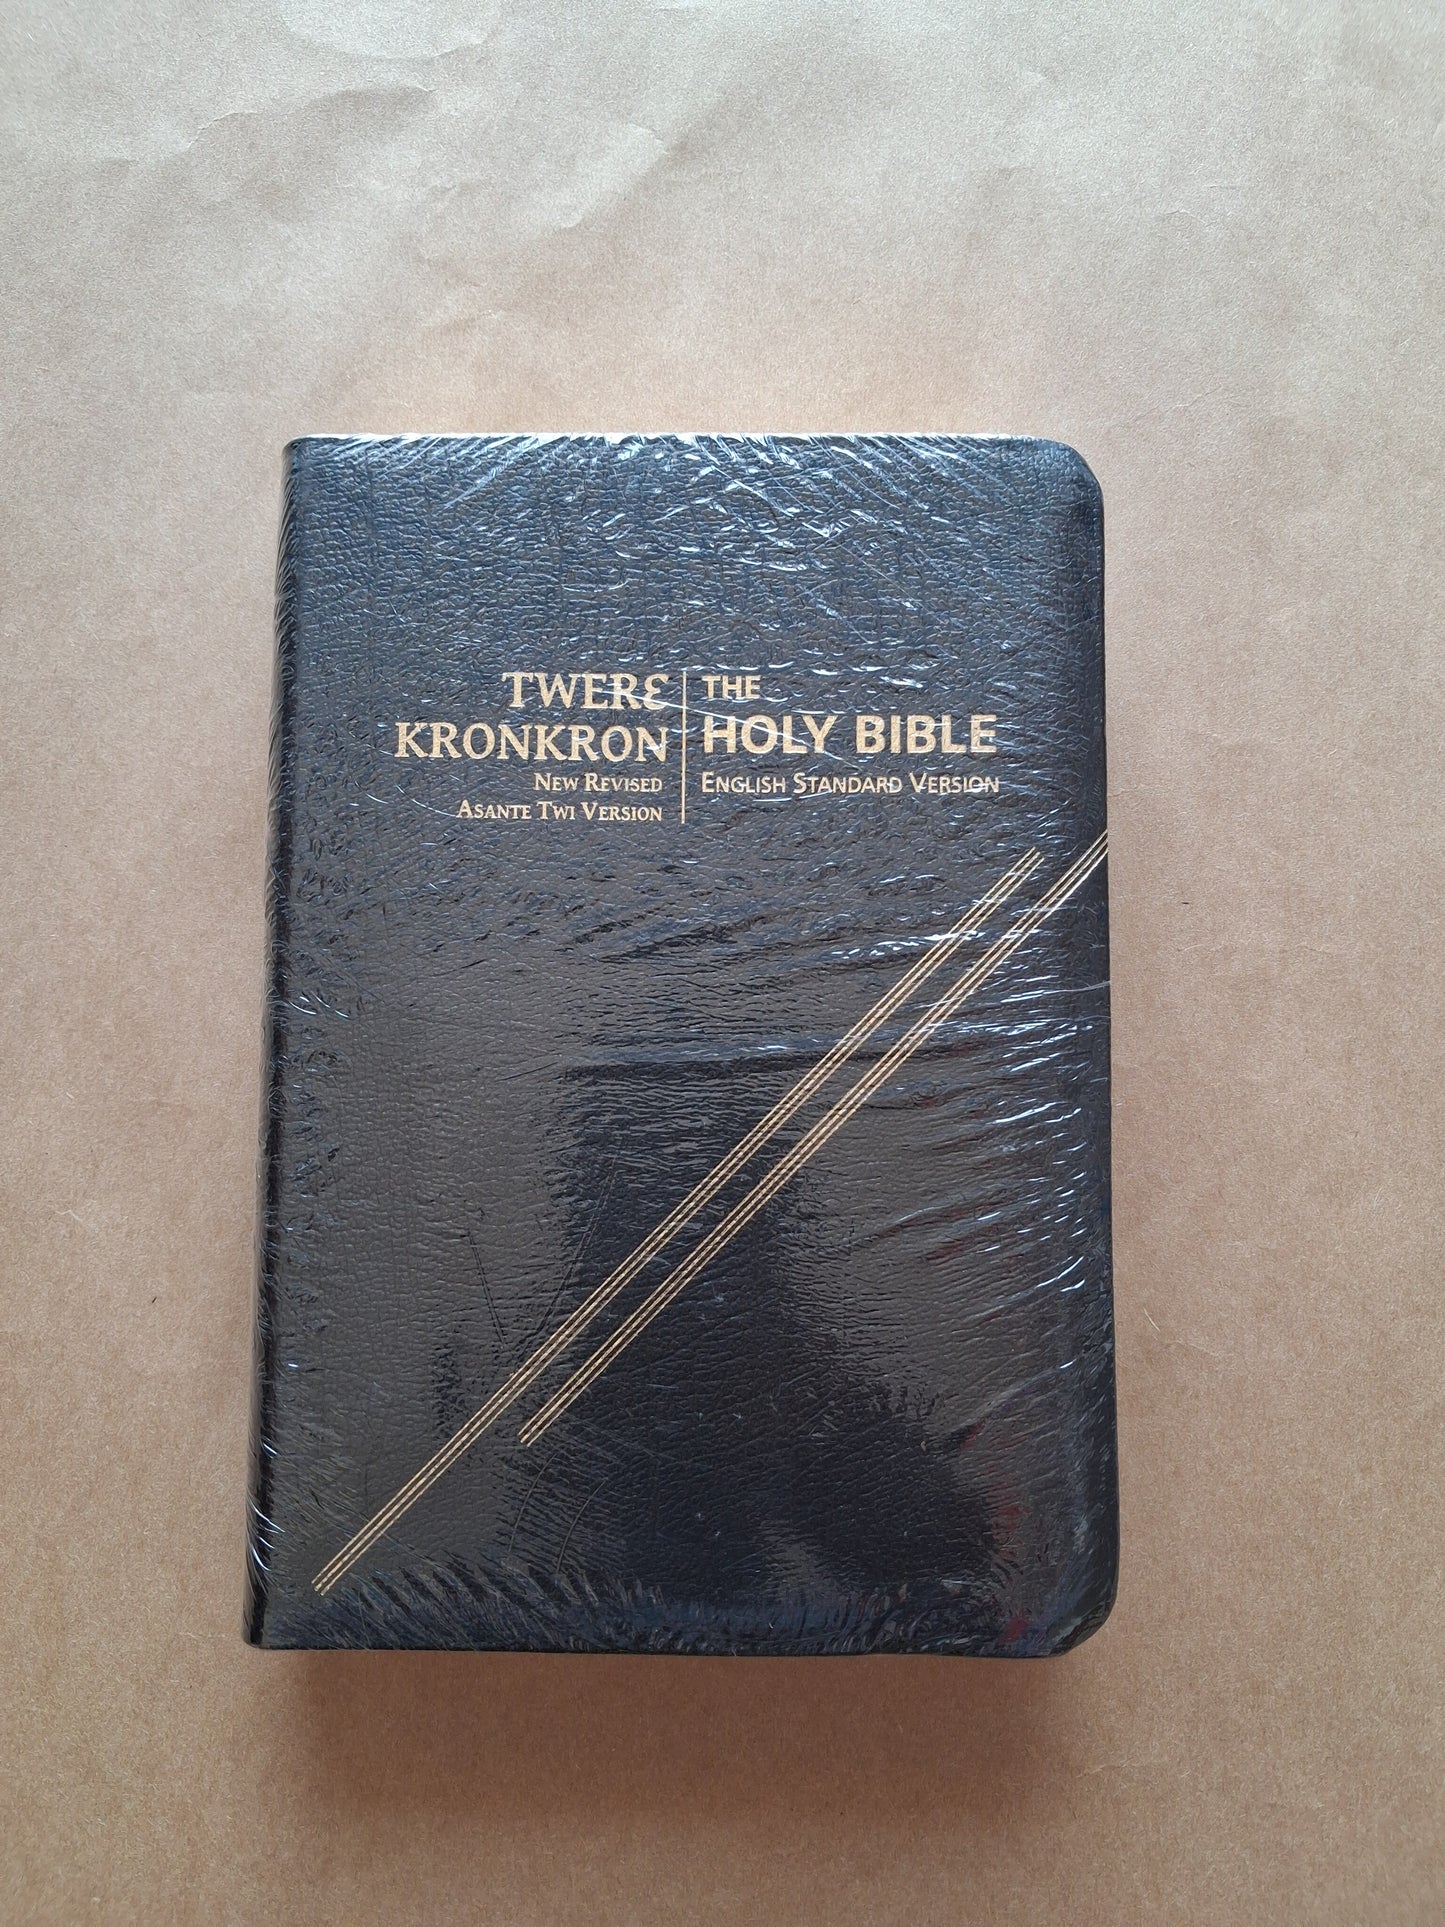 TWERƐ
KRONKRON
NEW REVISED
ASANTE TWI VERSION
THE
HOLY BIBLE
ENGLISH STANDARD VERSION